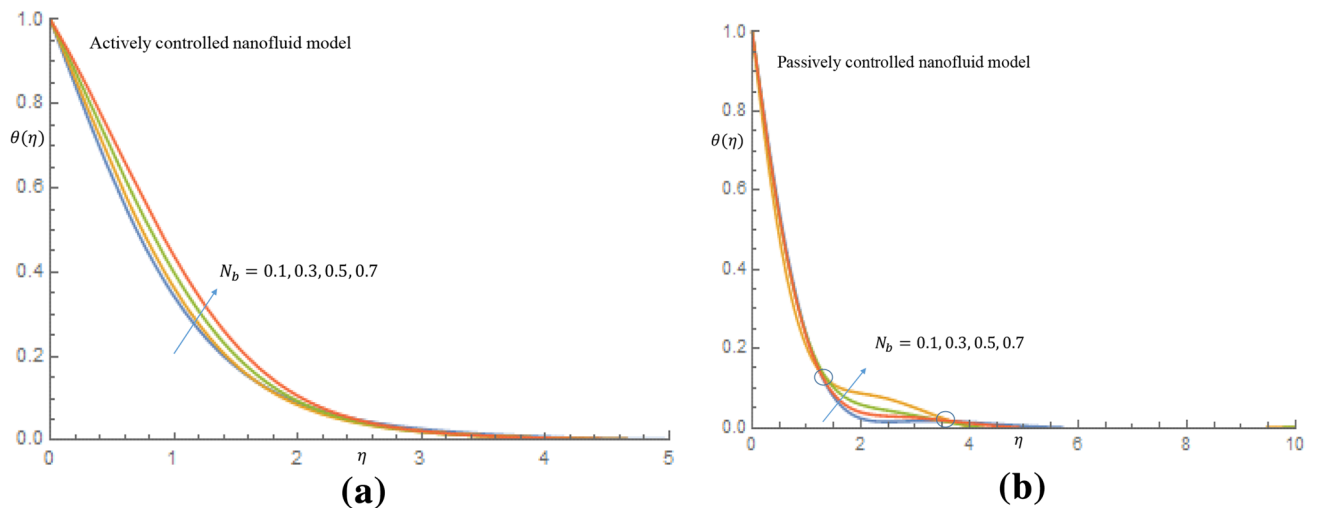 1.0
Actively controlled nanofluid model
0.8
θ(η)
0.6
0.4
N_b = 0.1, 0.3, 0.5, 0.7
0.2
0.0
0 1 2 3 4 5
η
(a)
1.0
Passively controlled nanofluid model
0.8
θ(η)
0.6
0.4
N_b = 0.1, 0.3, 0.5, 0.7
0.2
0.0
0 2 4 6 8 10
η
(b)